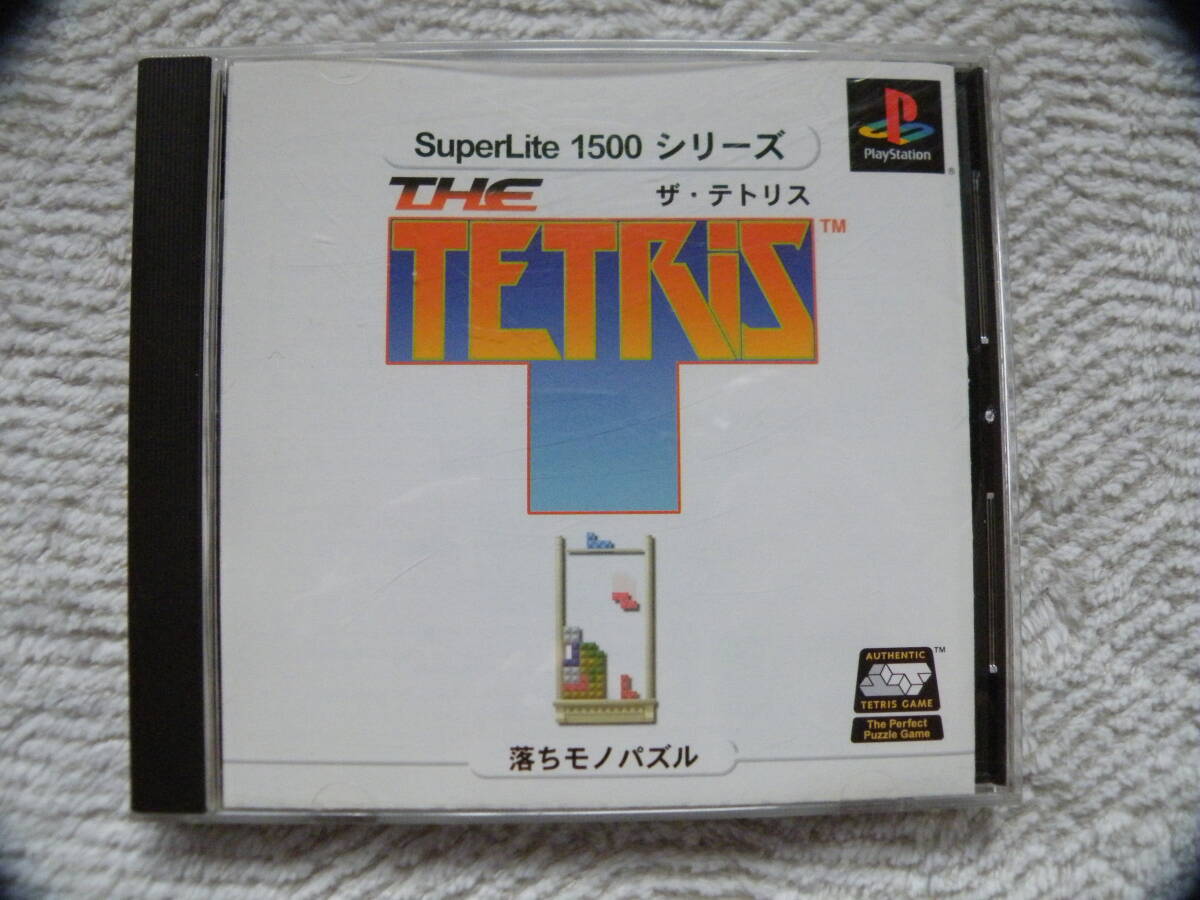 SuperLite 1500 シリーズ
PlayStation
®
THE
ザ・テトリス
TETRiS™
AUTHENTIC ™
TETRIS GAME
The Perfect
Puzzle Game
落ちモノパズル